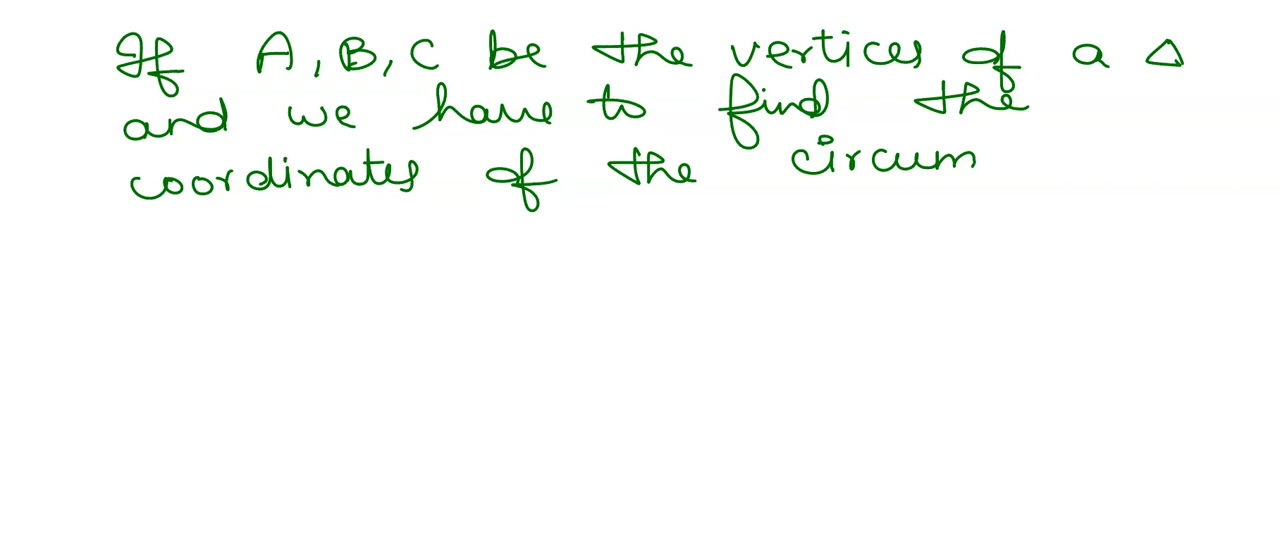 If A, B, C be the vertices of a Δ
and we have to find the
coordinates of the circum